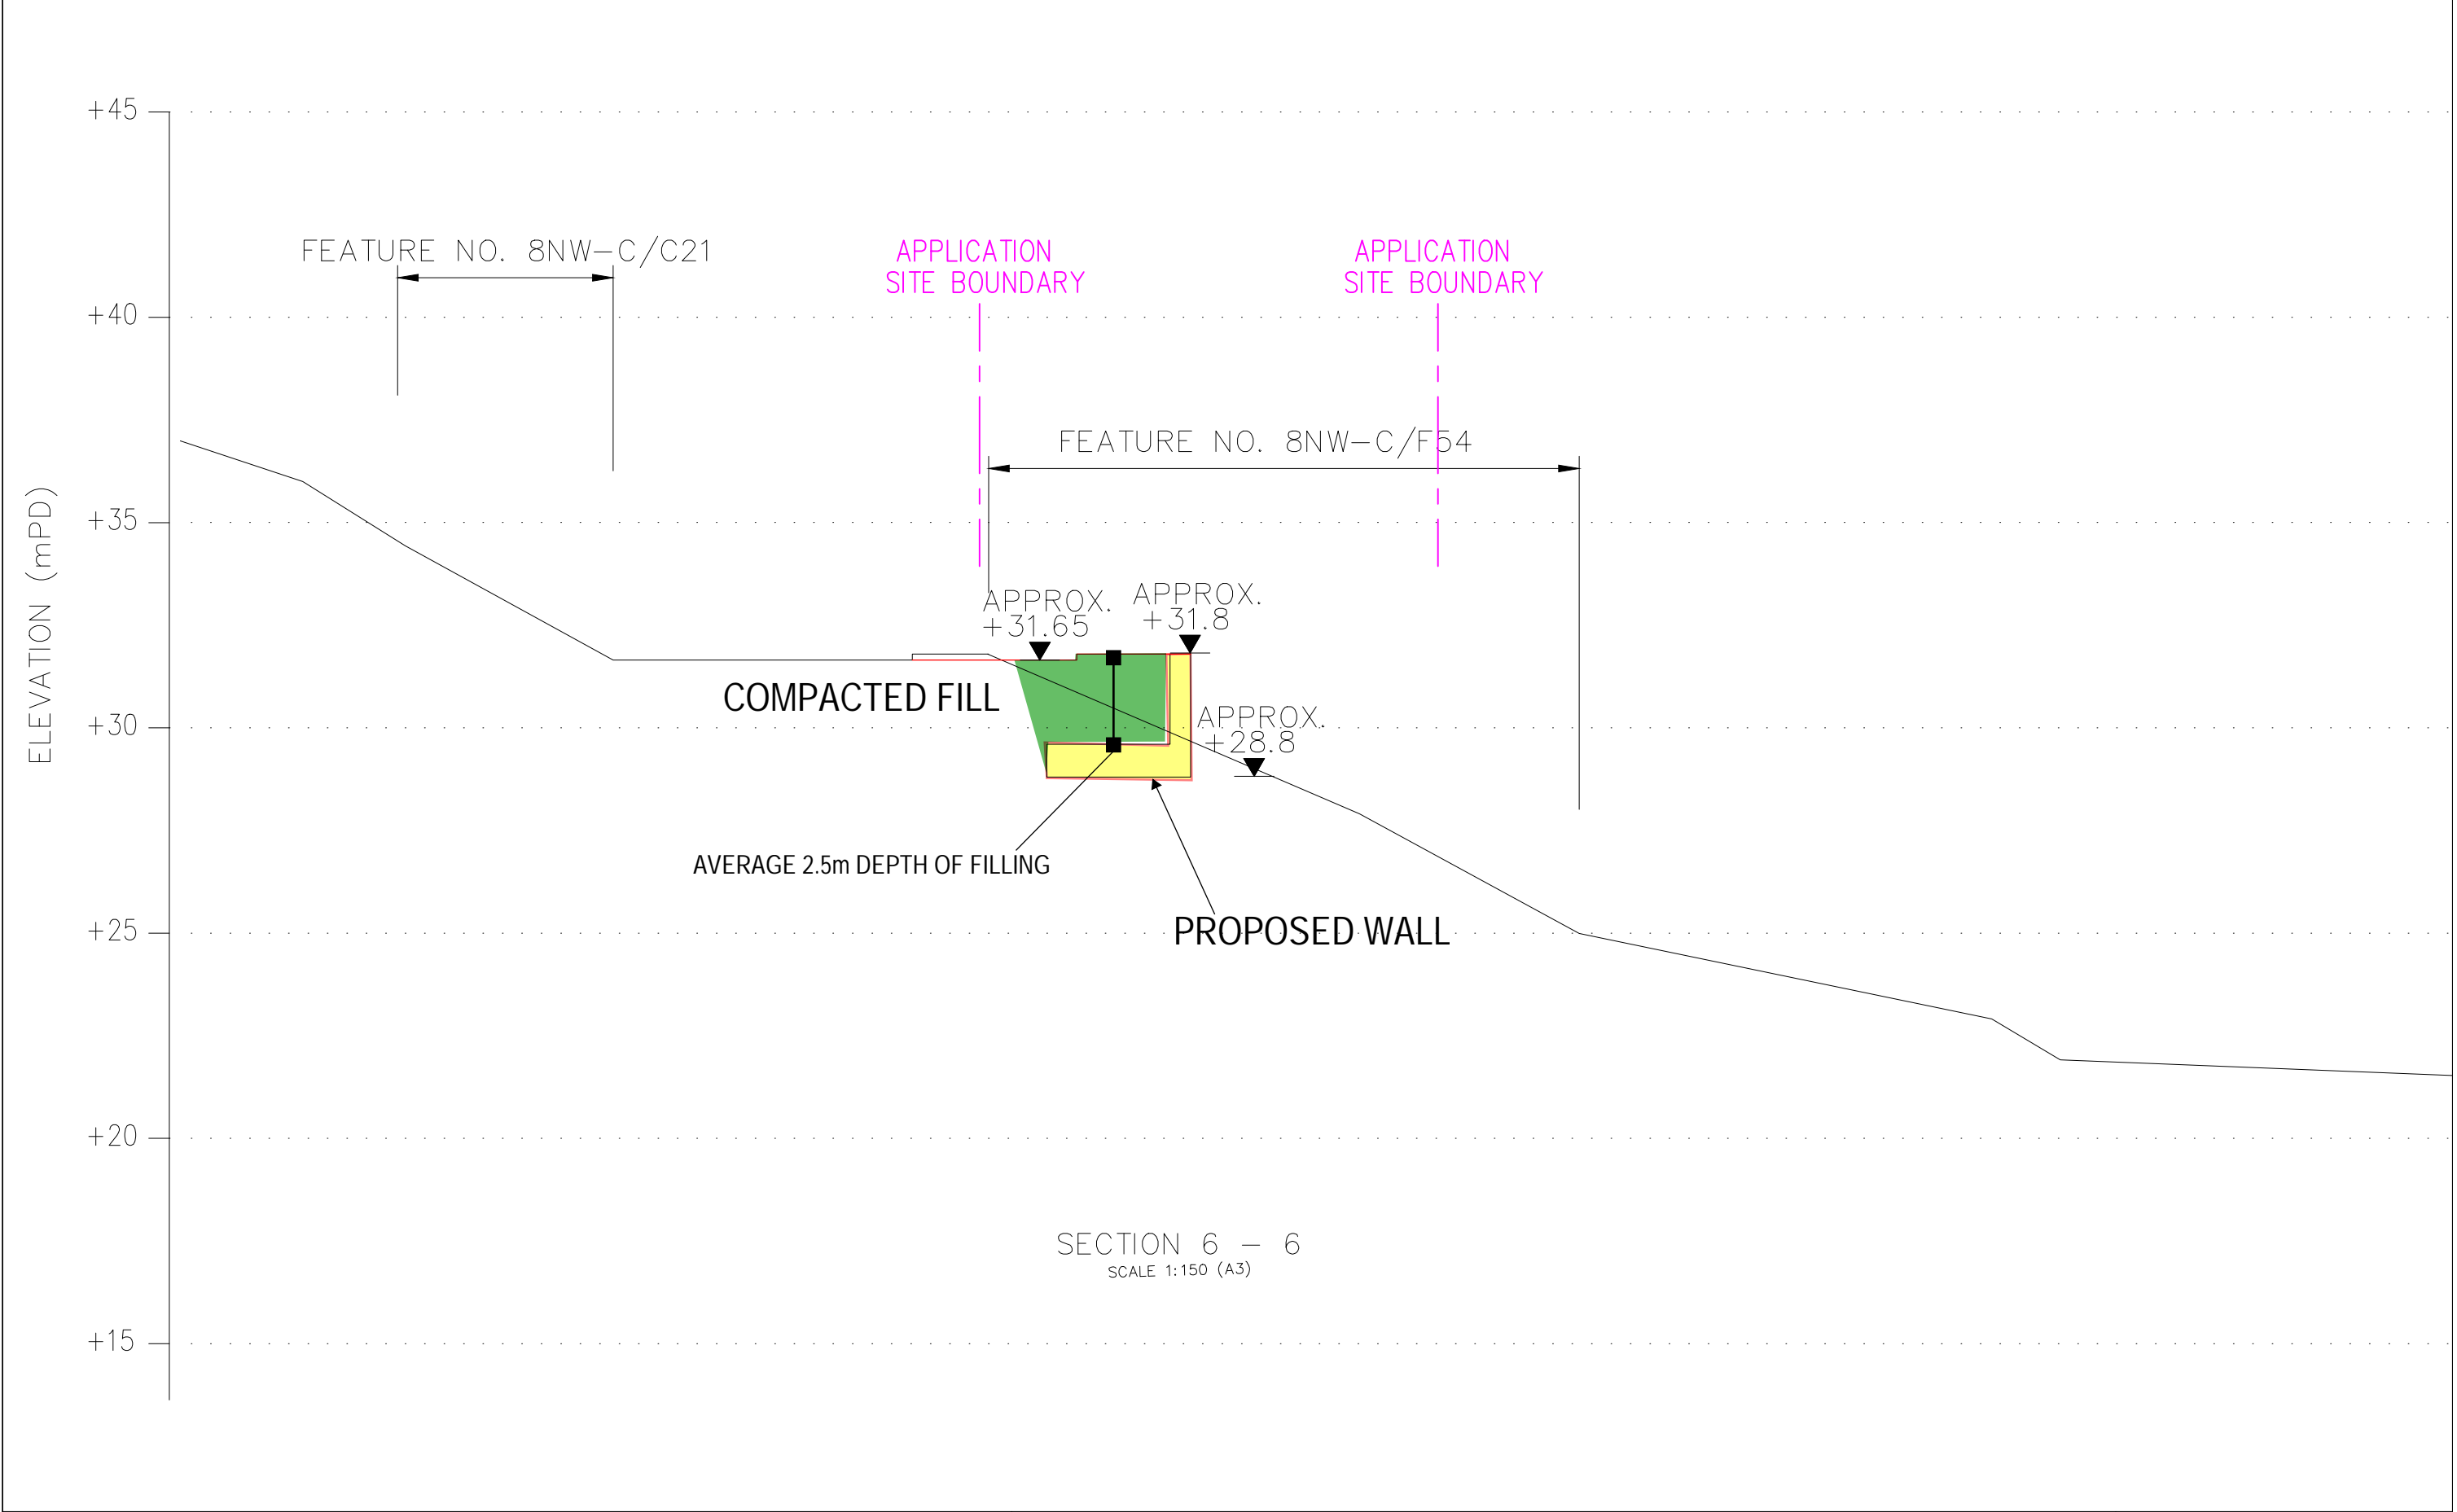 +45
FEATURE NO. 8NW-C/C21
APPLICATION
SITE BOUNDARY
APPLICATION
SITE BOUNDARY
+40
FEATURE NO. 8NW-C/F54
+35
ELEVATION (mPD)
APPROX.
+31.65
APPROX.
+31.8
COMPACTED FILL
+30
APPROX.
+28.8
AVERAGE 2.5m DEPTH OF FILLING
+25
PROPOSED WALL
+20
SECTION 6 - 6
SCALE 1:150 (A3)
+15